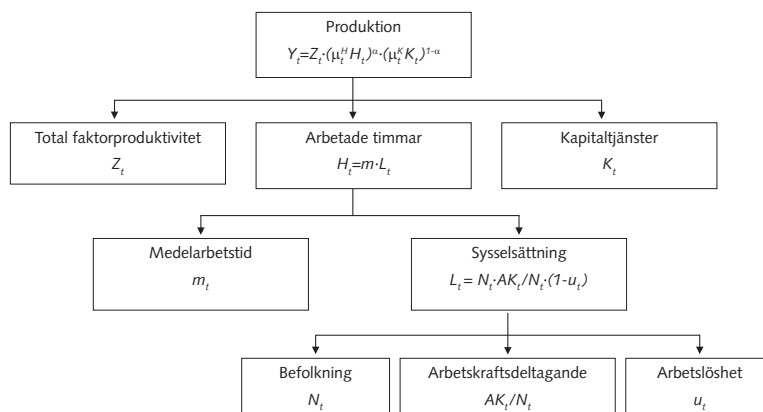 Produktion
Yₜ=Zₜ·(μₜᴴHₜ)ᵅ·(μₜᴷKₜ)¹⁻ᵅ
Total faktorproduktivitet
Zₜ
Arbetade timmar
Hₜ=m·Lₜ
Kapitaltjänster
Kₜ
Medelarbetstid
mₜ
Sysselsättning
Lₜ = Nₜ·AKₜ/Nₜ·(1-uₜ)
Befolkning
Nₜ
Arbetskraftsdeltagande
AKₜ/Nₜ
Arbetslöshet
uₜ